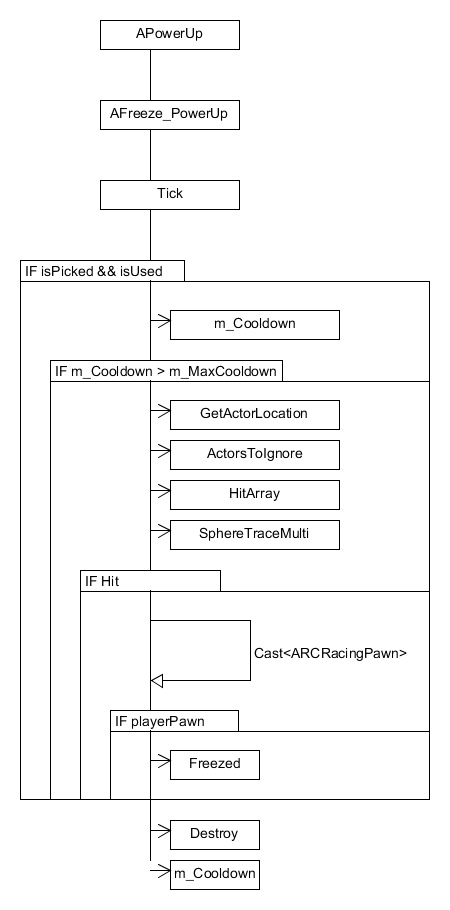 APowerUp
AFreeze_PowerUp
Tick
IF isPicked && isUsed
m_Cooldown
IF m_Cooldown > m_MaxCooldown
GetActorLocation
ActorsToIgnore
HitArray
SphereTraceMulti
IF Hit
Cast<ARCRacingPawn>
IF playerPawn
Freezed
Destroy
m_Cooldown